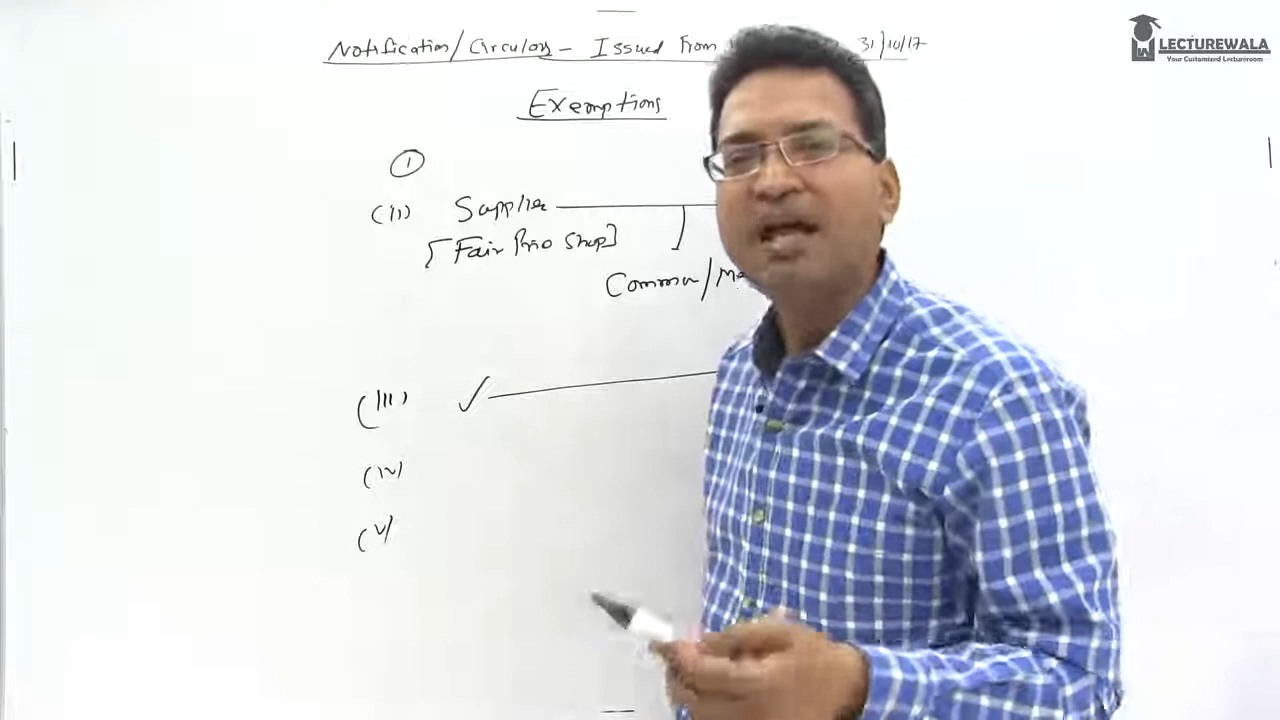 Notification/Circulars - Issued From 31/10/17
LECTUREWALA
Your Customized Lectureroom
Exemptions
1
(II) Supplier
[Fair Price Shop]
Common/Me
(III) ✓
(IV)
(V)